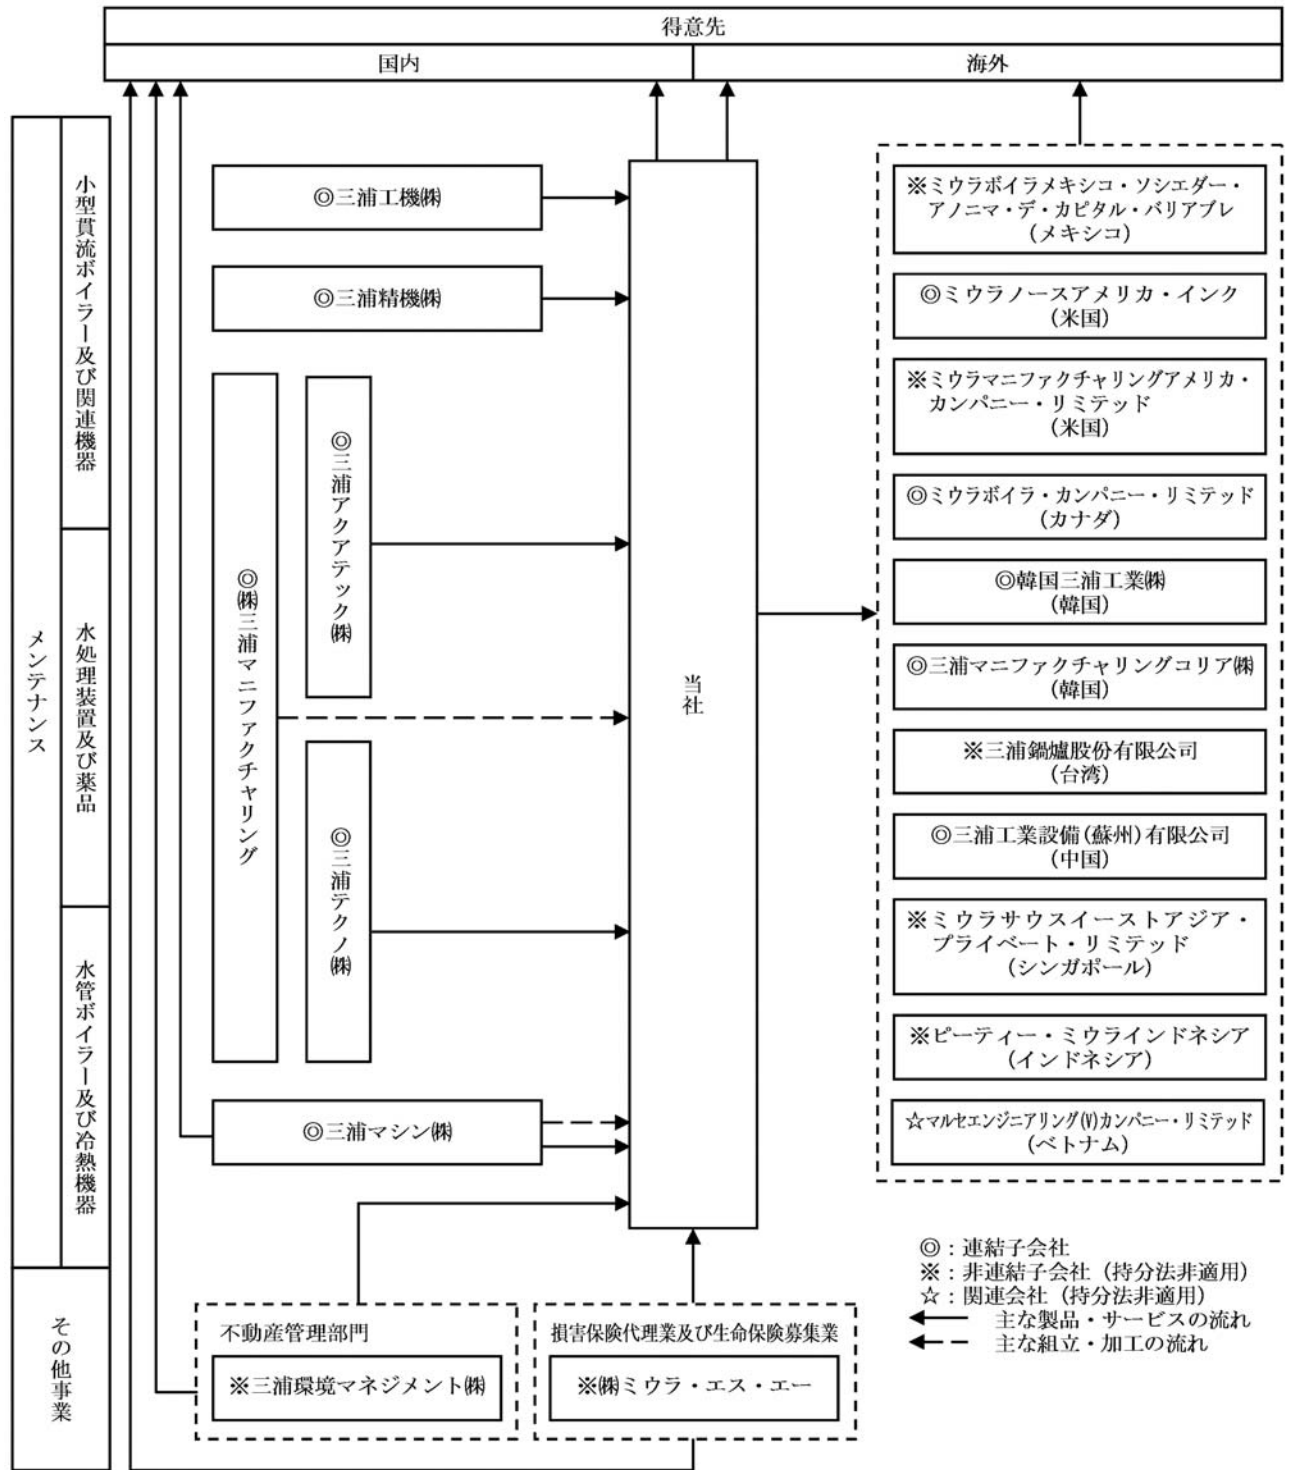 得意先
国内
海外
メンテナンス
小型貫流ボイラー及び関連機器
水処理装置及び薬品
水管ボイラー及び冷熱機器
その他事業
◎三浦工機㈱
◎三浦精機㈱
◎㈱三浦マニファクチャリング
◎三浦アクアテック㈱
◎三浦テクノ㈱
◎三浦マシン㈱
当社
※ミウラボイラメキシコ・ソシエダー・
アノニマ・デ・カピタル・バリアブレ
(メキシコ)
◎ミウラノースアメリカ・インク
(米国)
※ミウラマニファクチャリングアメリカ・
カンパニー・リミテッド
(米国)
◎ミウラボイラ・カンパニー・リミテッド
(カナダ)
◎韓国三浦工業㈱
(韓国)
◎三浦マニファクチャリングコリア㈱
(韓国)
※三浦鍋爐股份有限公司
(台湾)
◎三浦工業設備(蘇州)有限公司
(中国)
※ミウラサウスイーストアジア・
プライベート・リミテッド
(シンガポール)
※ピーティー・ミウラインドネシア
(インドネシア)
☆マルセエンジニアリング(V)カンパニー・リミテッド
(ベトナム)
不動産管理部門
※三浦環境マネジメント㈱
損害保険代理業及び生命保険募集業
※㈱ミウラ・エス・エー
◎：連結子会社
※：非連結子会社（持分法非適用）
☆：関連会社（持分法非適用）
主な製品・サービスの流れ
主な組立・加工の流れ